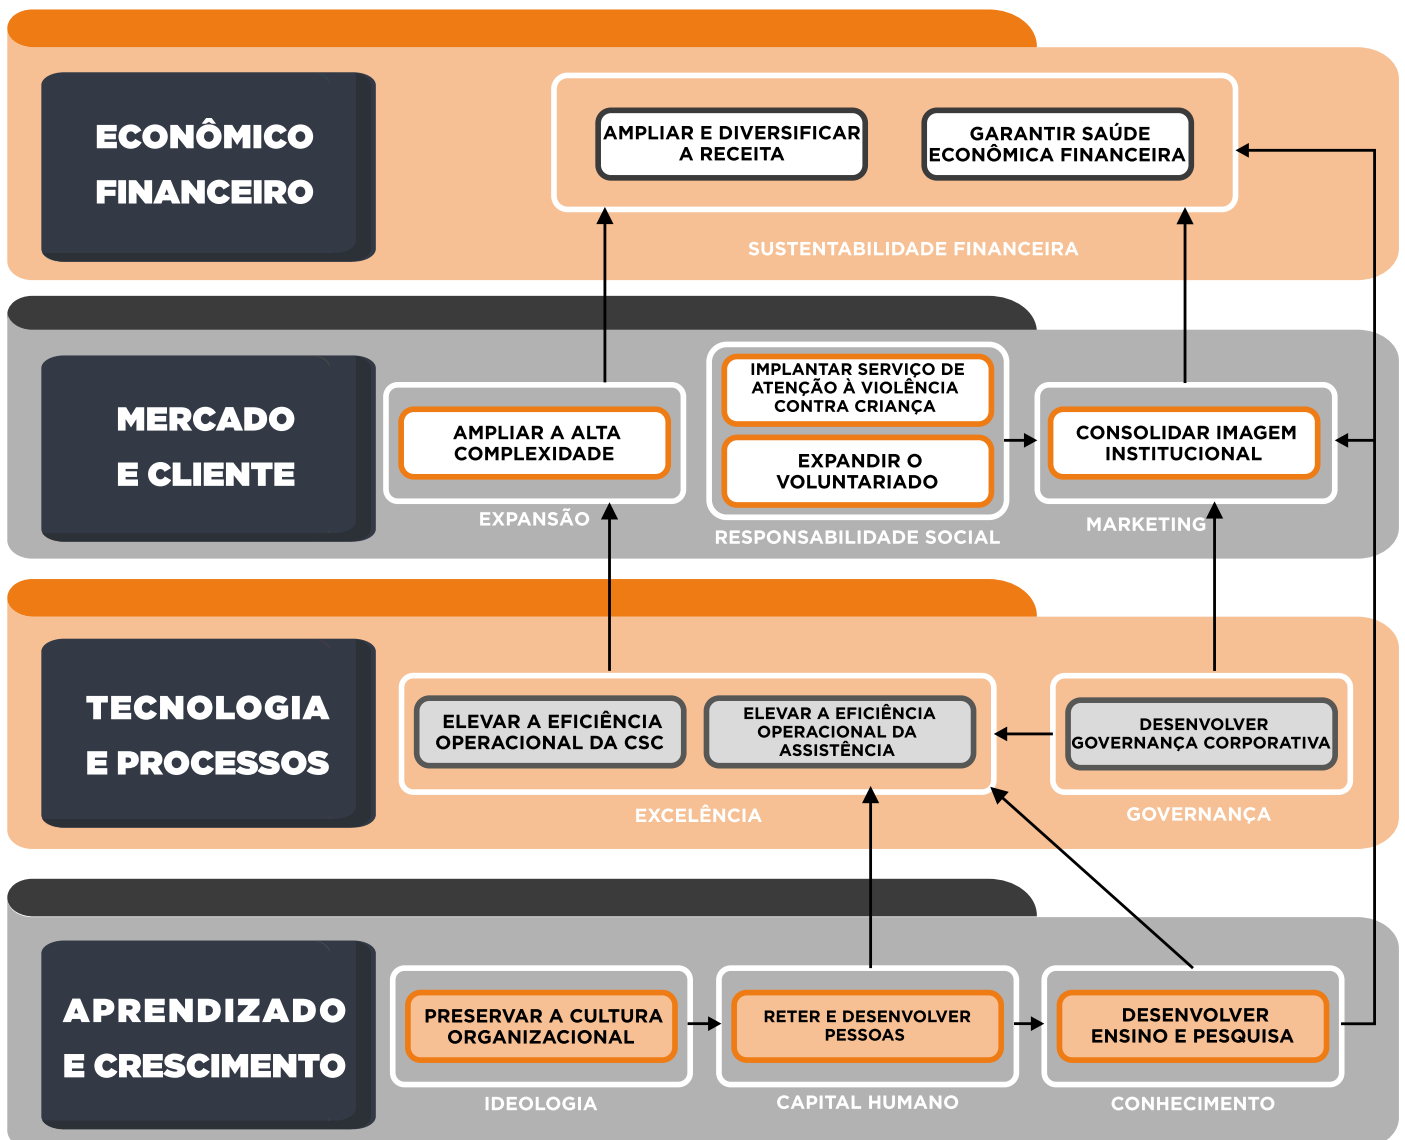 ECONÔMICO
FINANCEIRO
AMPLIAR E DIVERSIFICAR
A RECEITA
GARANTIR SAÚDE
ECONÔMICA FINANCEIRA
SUSTENTABILIDADE FINANCEIRA
MERCADO
E CLIENTE
AMPLIAR A ALTA
COMPLEXIDADE
EXPANSÃO
IMPLANTAR SERVIÇO DE
ATENÇÃO À VIOLÊNCIA
CONTRA CRIANÇA
EXPANDIR O
VOLUNTARIADO
RESPONSABILIDADE SOCIAL
CONSOLIDAR IMAGEM
INSTITUCIONAL
MARKETING
TECNOLOGIA
E PROCESSOS
ELEVAR A EFICIÊNCIA
OPERACIONAL DA CSC
ELEVAR A EFICIÊNCIA
OPERACIONAL DA
ASSISTÊNCIA
EXCELÊNCIA
DESENVOLVER
GOVERNANÇA CORPORATIVA
GOVERNANÇA
APRENDIZADO
E CRESCIMENTO
PRESERVAR A CULTURA
ORGANIZACIONAL
IDEOLOGIA
RETER E DESENVOLVER
PESSOAS
CAPITAL HUMANO
DESENVOLVER
ENSINO E PESQUISA
CONHECIMENTO